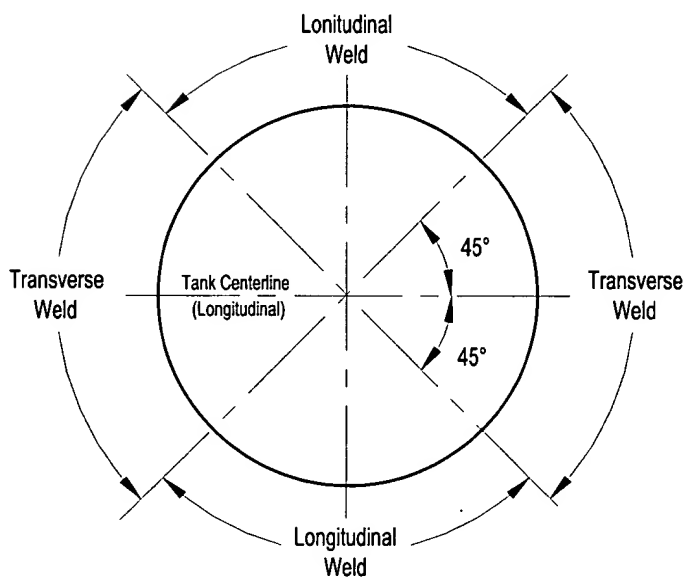 Lonitudinal
Weld
45°
Transverse
Weld
Tank Centerline
(Longitudinal)
Transverse
Weld
45°
Longitudinal
Weld